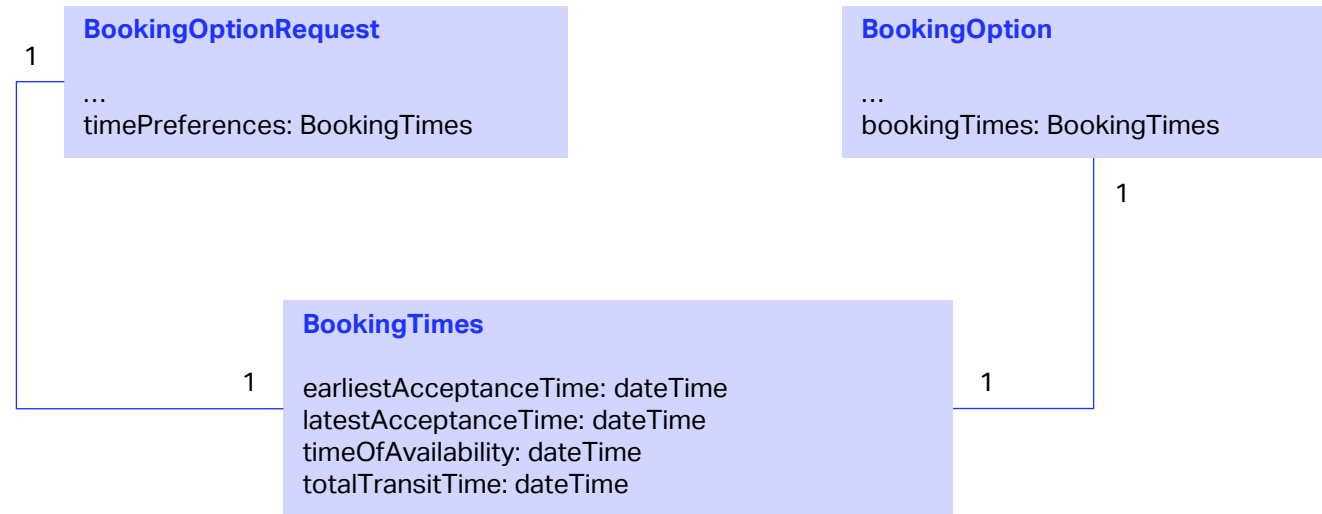 BookingOptionRequest
1
...
timePreferences: BookingTimes
BookingOption
...
bookingTimes: BookingTimes
1
BookingTimes
1
earliestAcceptanceTime: dateTime
1
latestAcceptanceTime: dateTime
timeOfAvailability: dateTime
totalTransitTime: dateTime